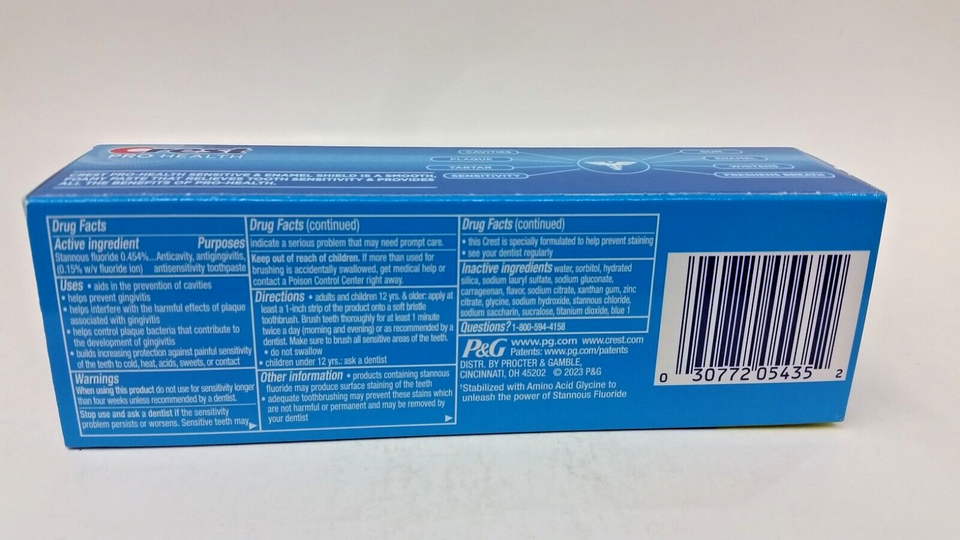 Crest
PRO-HEALTH
CREST PRO-HEALTH SENSITIVE & ENAMEL SHIELD IS A SMOOTH,
FOAMY PASTE THAT RELIEVES TOOTH SENSITIVITY & PROVIDES
ALL THE BENEFITS OF PRO-HEALTH.
CAVITIES
PLAQUE
TARTAR
SENSITIVITY
GUM
ENAMEL
WHITENS
FRESHENS BREATH
Drug Facts
Active ingredient Purposes
Stannous fluoride 0.454%...Anticavity, antigingivitis,
(0.15% w/v fluoride ion) antisensitivity toothpaste
Uses • aids in the prevention of cavities
• helps prevent gingivitis
• helps interfere with the harmful effects of plaque
associated with gingivitis
• helps control plaque bacteria that contribute to
the development of gingivitis
• builds increasing protection against painful sensitivity
of the teeth to cold, heat, acids, sweets, or contact
Warnings
When using this product do not use for sensitivity longer
than four weeks unless recommended by a dentist.
Stop use and ask a dentist if the sensitivity
problem persists or worsens. Sensitive teeth may
Drug Facts (continued)
indicate a serious problem that may need prompt care.
Keep out of reach of children. If more than used for
brushing is accidentally swallowed, get medical help or
contact a Poison Control Center right away.
Directions • adults and children 12 yrs. & older: apply at
least a 1-inch strip of the product onto a soft bristle
toothbrush. Brush teeth thoroughly for at least 1 minute
twice a day (morning and evening) or as recommended by a
dentist. Make sure to brush all sensitive areas of the teeth.
• do not swallow
• children under 12 yrs.: ask a dentist
Other information • products containing stannous
fluoride may produce surface staining of the teeth
• adequate toothbrushing may prevent these stains which
are not harmful or permanent and may be removed by
your dentist
Drug Facts (continued)
• this Crest is specially formulated to help prevent staining
• see your dentist regularly
Inactive ingredients water, sorbitol, hydrated
silica, sodium lauryl sulfate, sodium gluconate,
carrageenan, flavor, sodium citrate, xanthan gum, zinc
citrate, glycine, sodium hydroxide, stannous chloride,
sodium saccharin, sucralose, titanium dioxide, blue 1
Questions? 1-800-594-4158
P&G www.pg.com www.crest.com
Patents: www.pg.com/patents
DISTR. BY PROCTER & GAMBLE,
CINCINNATI, OH 45202 © 2023 P&G
†Stabilized with Amino Acid Glycine to
unleash the power of Stannous Fluoride
0 30772 05435 2